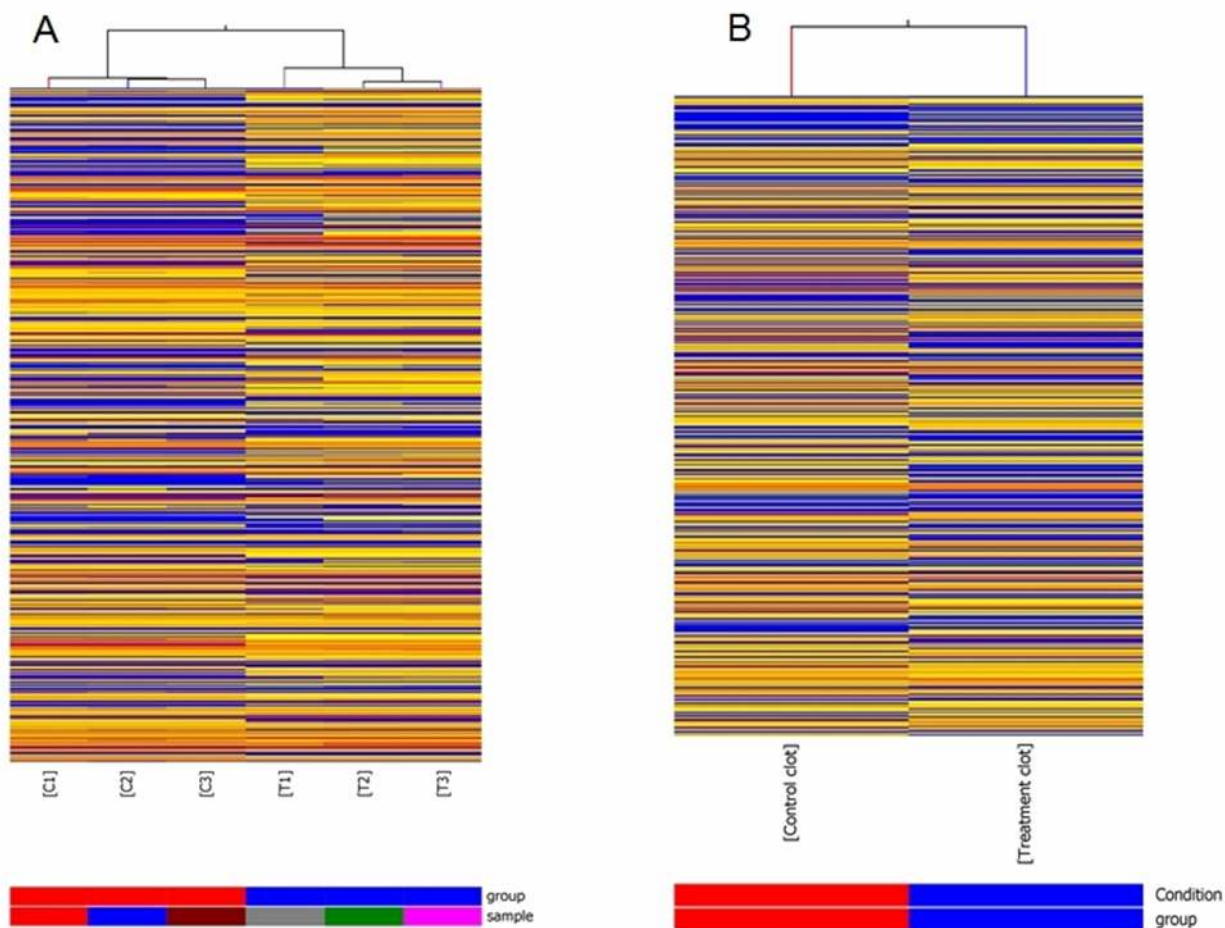 A
B
[C1]
[C2]
[C3]
[T1]
[T2]
[T3]
[Control clot]
[Treatment clot]
group
sample
Condition
group